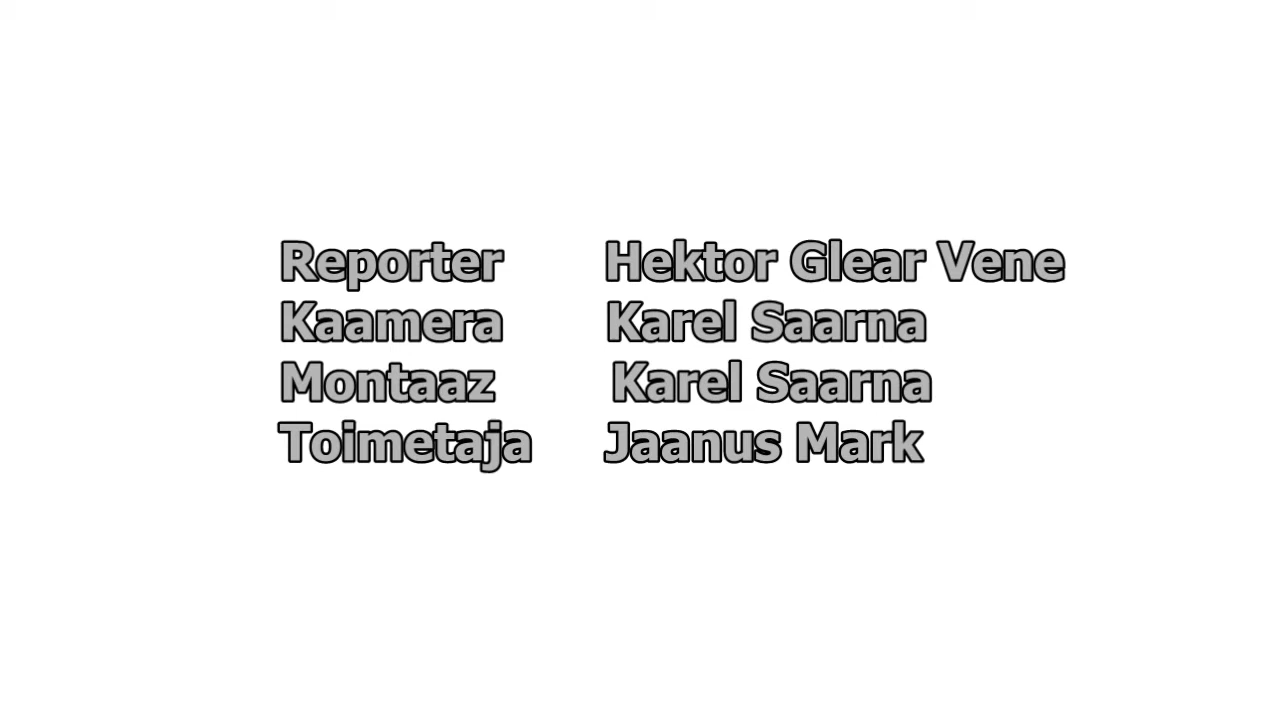 Reporter Hektor Glear Vene
Kaamera Karel Saarna
Montaaz Karel Saarna
Toimetaja Jaanus Mark